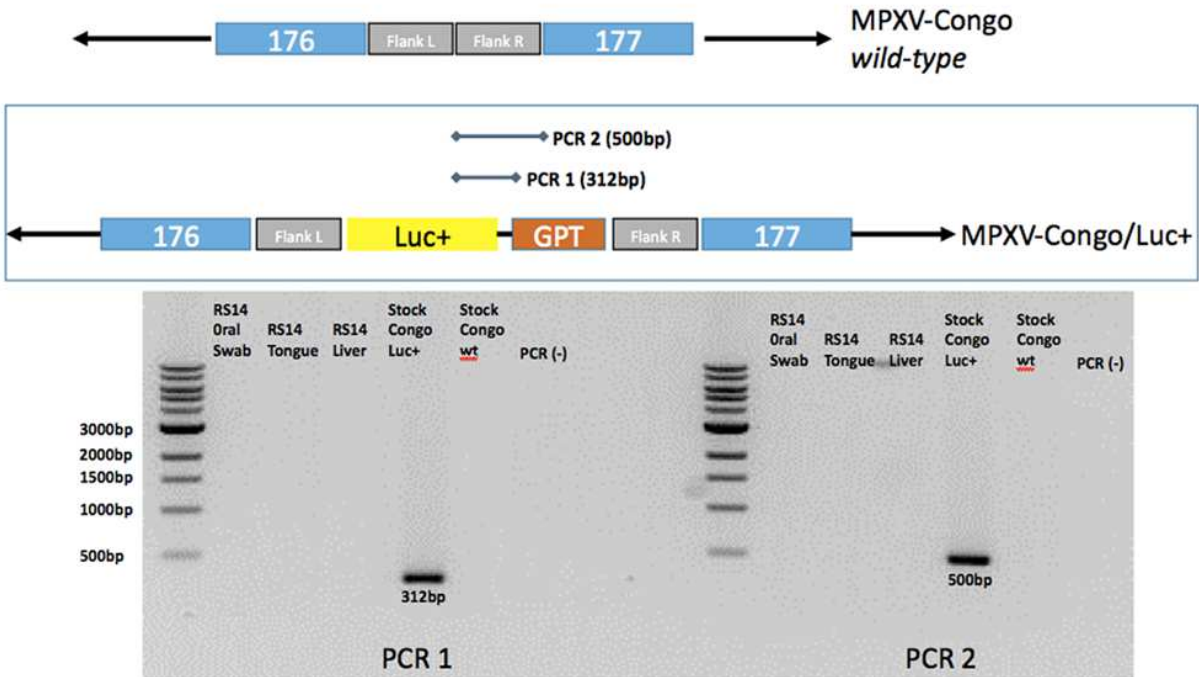 176 Flank L Flank R 177
MPXV-Congo
wild-type
PCR 2 (500bp)
PCR 1 (312bp)
176 Flank L Luc+ GPT Flank R 177 MPXV-Congo/Luc+
RS14
0ral
Swab
RS14
Tongue
RS14
Liver
Stock
Congo
Luc+
Stock
Congo
wt
PCR (-)
RS14
0ral
Swab
RS14
Tongue
RS14
Liver
Stock
Congo
Luc+
Stock
Congo
wt
PCR (-)
3000bp
2000bp
1500bp
1000bp
500bp
312bp
500bp
PCR 1
PCR 2